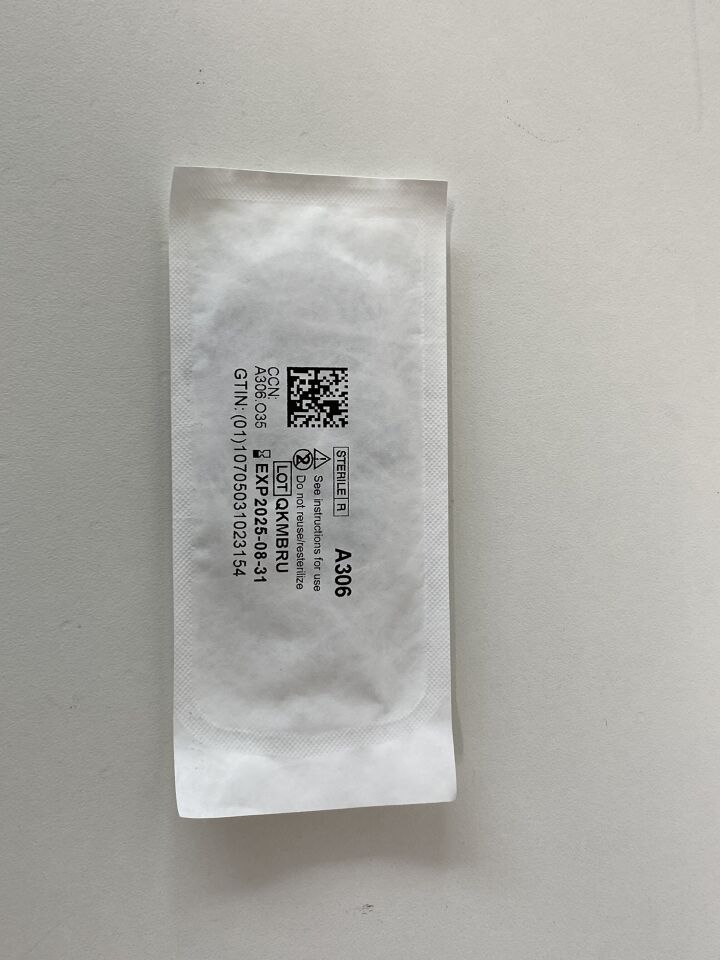 A306
STERILE R
See instructions for use
Do not reuse/resterilize
LOT QKMBRU
EXP 2025-08-31
CCN:
A306.O35
GTIN: (01)10705031023154